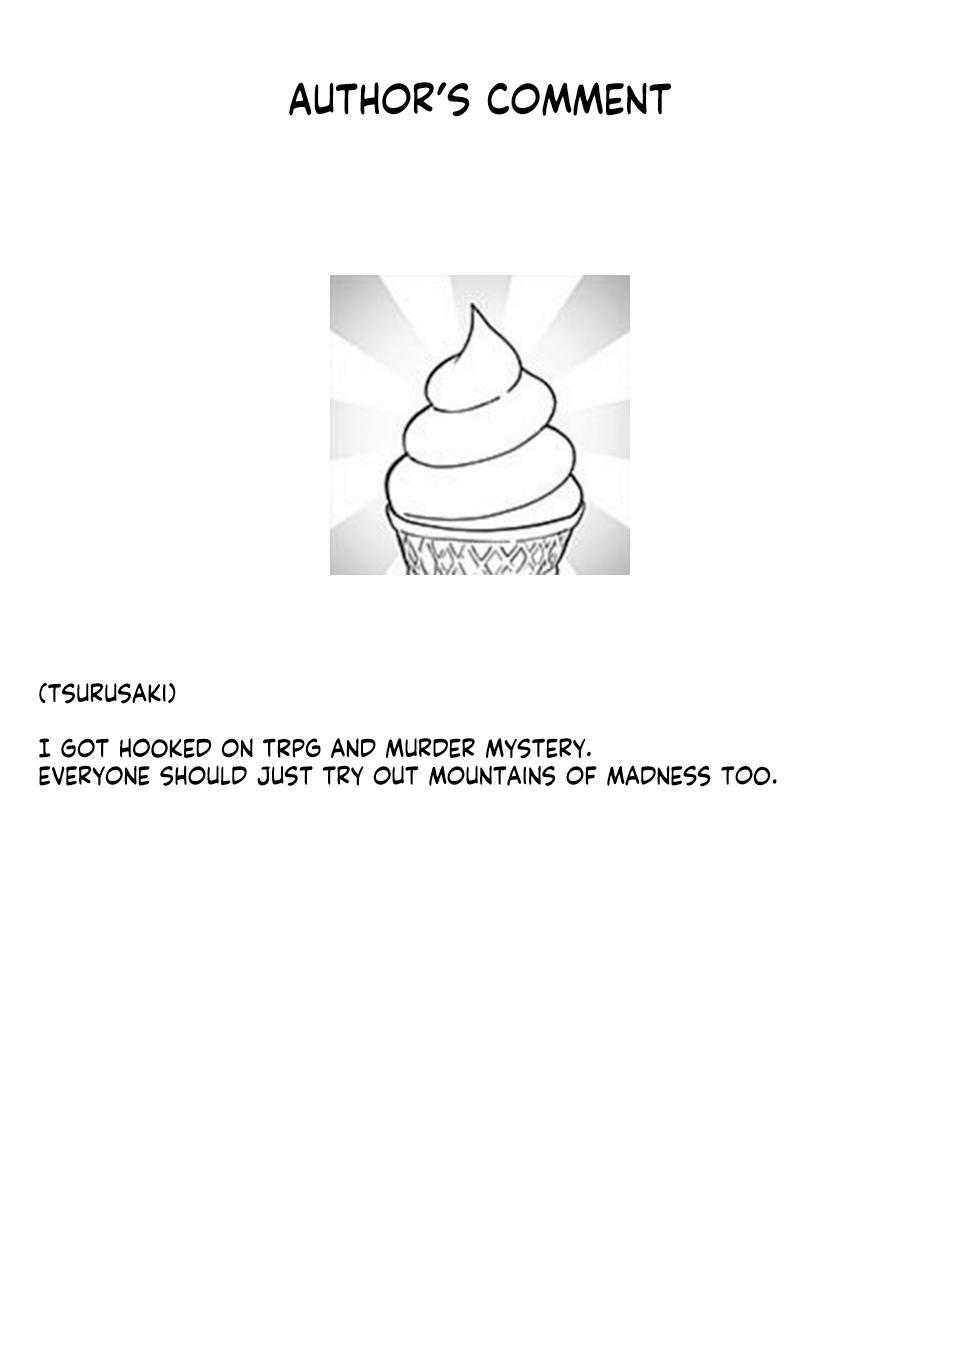 AUTHOR'S COMMENT
(TSURUSAKI)
I GOT HOOKED ON TRPG AND MURDER MYSTERY.
EVERYONE SHOULD JUST TRY OUT MOUNTAINS OF MADNESS TOO.